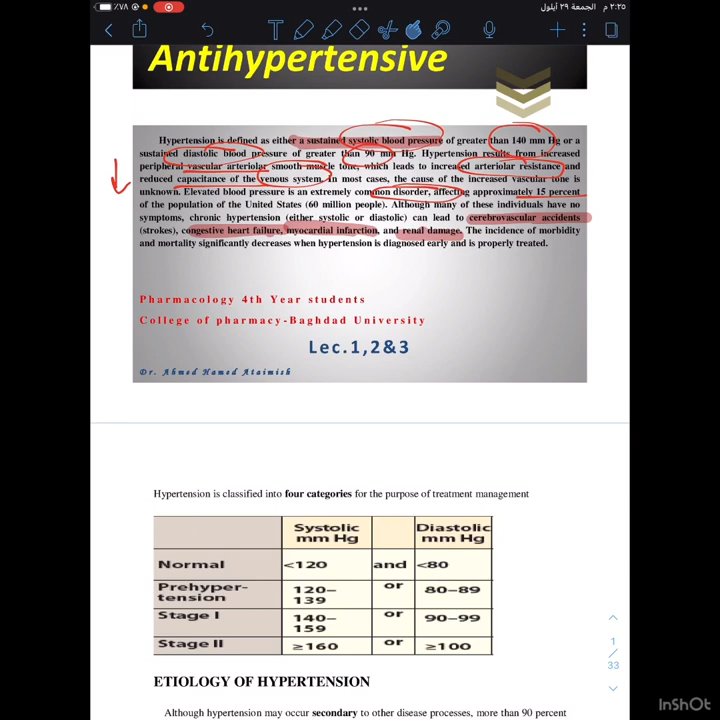 ٪٧٨
٢:٢٥ م الجمعة ٢٩ أيلول
Antihypertensive
Hypertension is defined as either a sustained systolic blood pressure of greater than 140 mm Hg or a
sustained diastolic blood pressure of greater than 90 mm Hg. Hypertension results from increased
peripheral vascular arteriolar smooth muscle tone, which leads to increased arteriolar resistance and
reduced capacitance of the venous system. In most cases, the cause of the increased vascular tone is
unknown. Elevated blood pressure is an extremely common disorder, affecting approximately 15 percent
of the population of the United States (60 million people). Although many of these individuals have no
symptoms, chronic hypertension (either systolic or diastolic) can lead to cerebrovascular accidents
(strokes), congestive heart failure, myocardial infarction, and renal damage. The incidence of morbidity
and mortality significantly decreases when hypertension is diagnosed early and is properly treated.
Pharmacology 4th Year students
College of pharmacy-Baghdad University
Lec.1,2&3
Dr. Ahmed Hamed Ataimish
Hypertension is classified into four categories for the purpose of treatment management
Systolic mm Hg Diastolic mm Hg
Normal <120 and <80
Prehyper-tension 120–139 or 80–89
Stage I 140–159 or 90–99
Stage II ≥160 or ≥100
1
/
33
ETIOLOGY OF HYPERTENSION
Although hypertension may occur secondary to other disease processes, more than 90 percent
InShOt